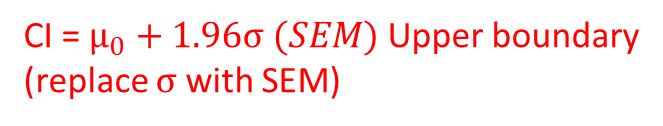 CI = μ₀ + 1.96σ (SEM) Upper boundary
(replace σ with SEM)